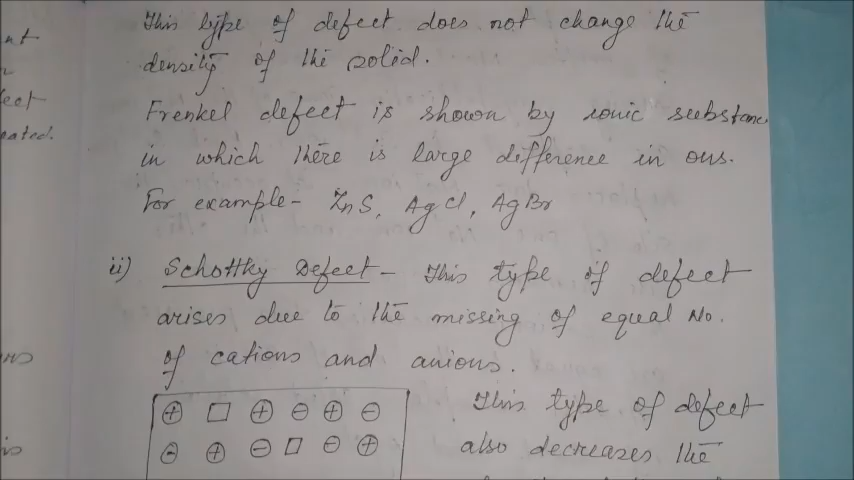 This type of defect does not change the
density of the solid.
Frenkel defect is shown by ionic substanc
in which there is large difference in ons.
For example - ZnS, AgCl, AgBr
ii) Schottky Defect - This type of defect
arises due to the missing of equal No.
of cations and anions.
⊕ □ ⊕ ⊖ ⊕ ⊖
⊖ ⊕ ⊖ □ ⊖ ⊕
This type of defect
also decreases the
ect
eated.